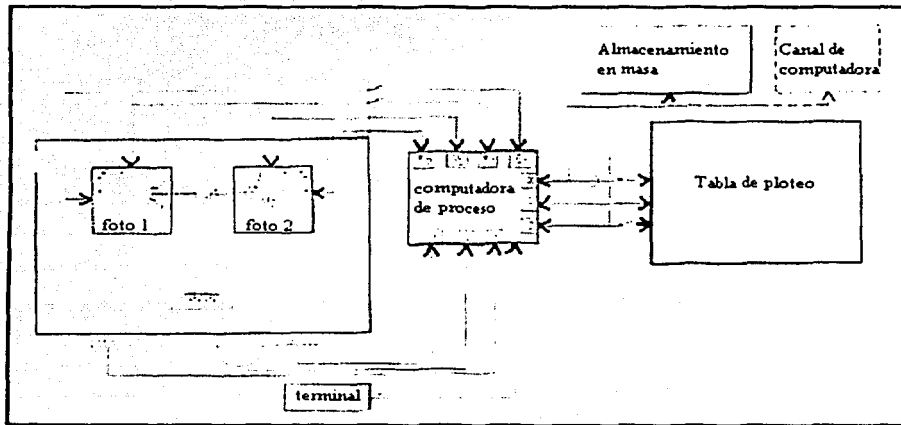 Almacenamiento
en masa
Canal de
computadora
computadora
de proceso
Tabla de ploteo
foto 1
foto 2
terminal